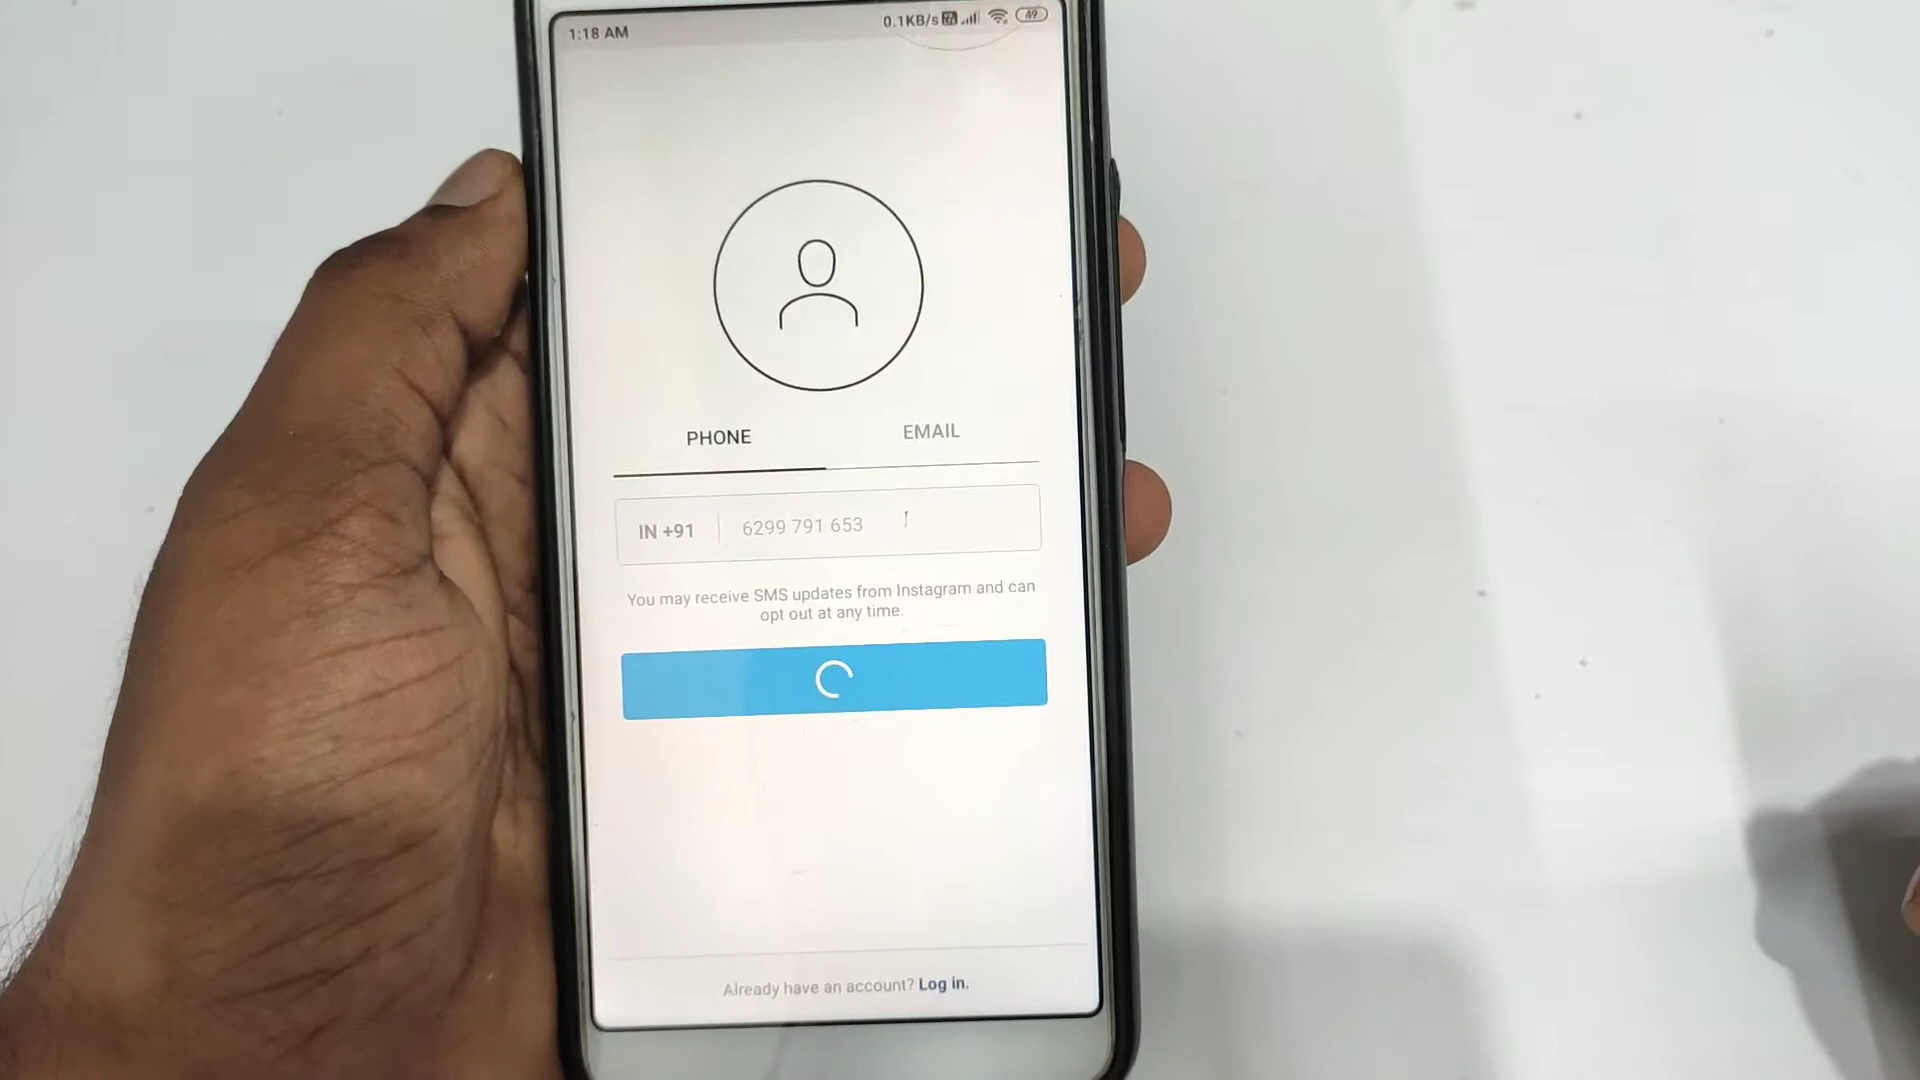 1:18 AM 0.1KB/s 49
PHONE EMAIL
IN +91 6299 791 653
You may receive SMS updates from Instagram and can
opt out at any time.
Already have an account? Log in.